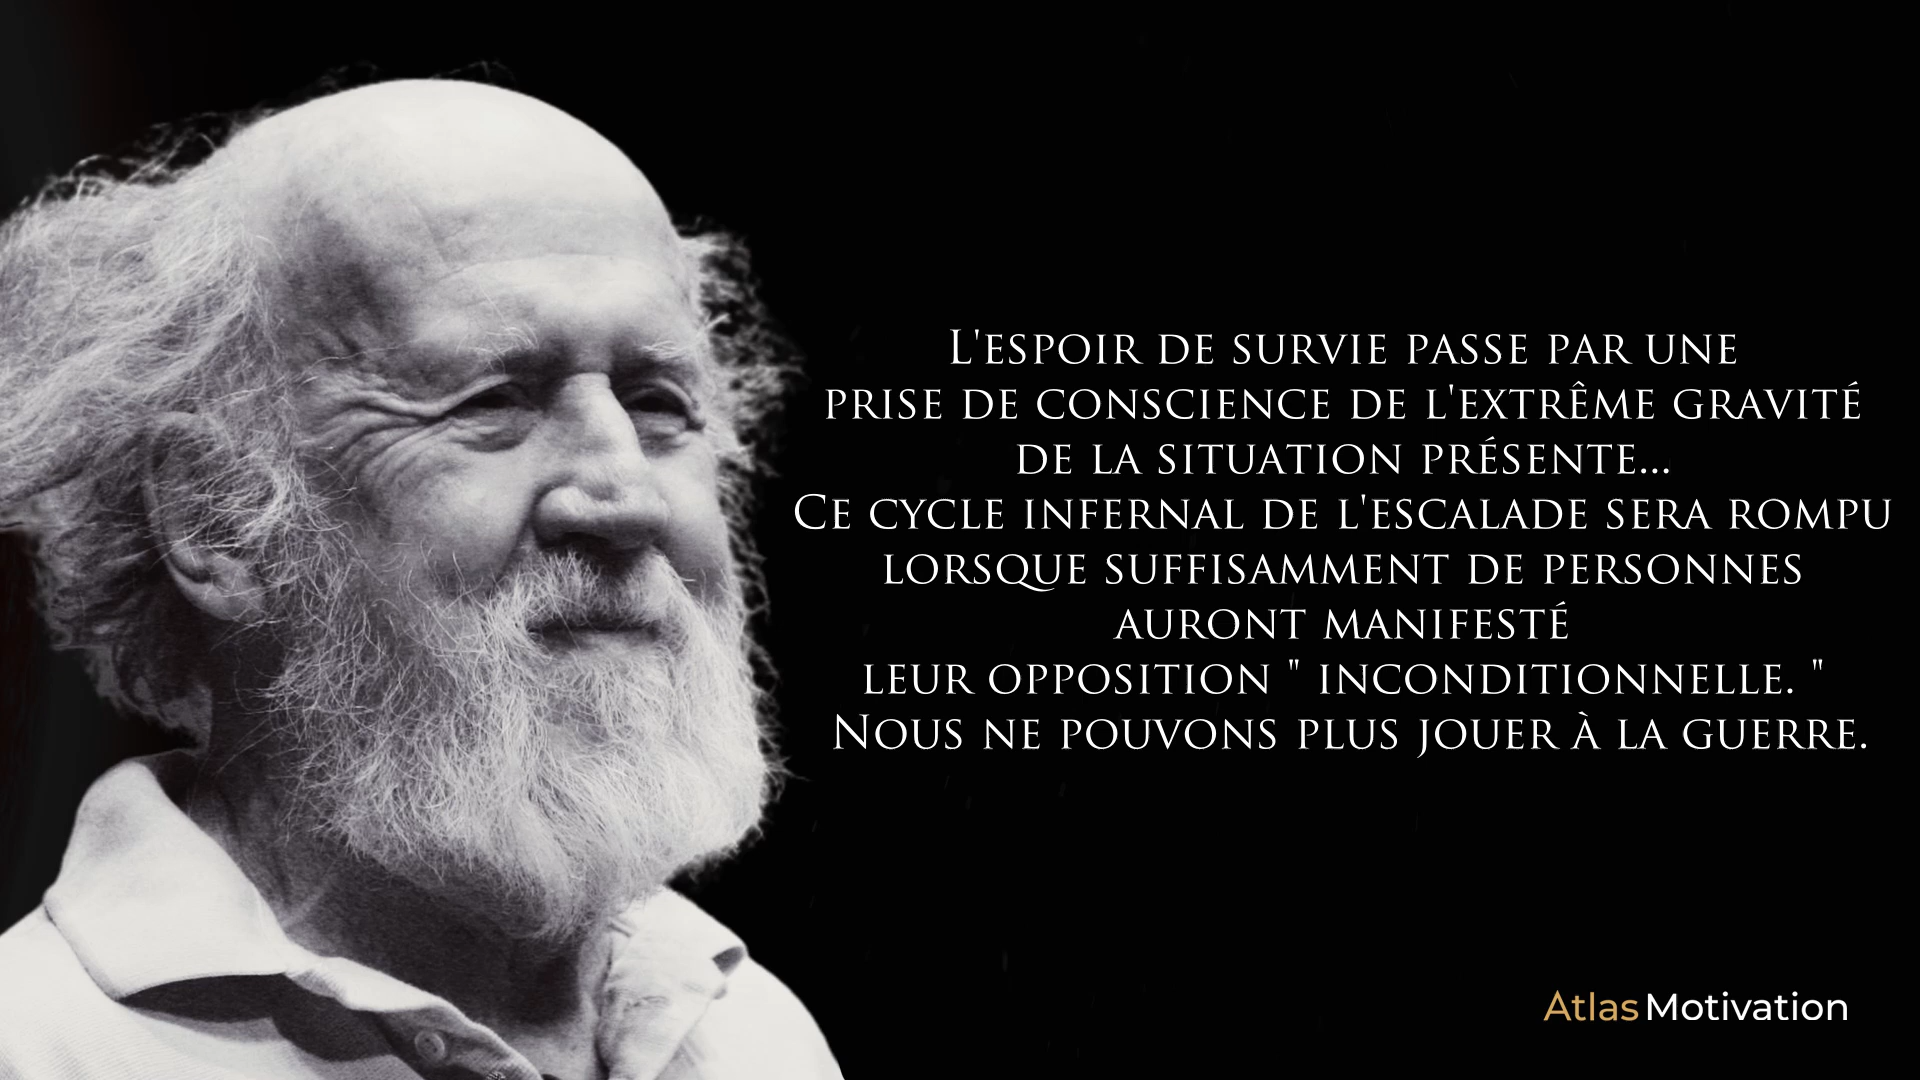 L'espoir de survie passe par une
prise de conscience de l'extrême gravité
de la situation présente...
Ce cycle infernal de l'escalade sera rompu
lorsque suffisamment de personnes
auront manifesté
leur opposition " inconditionnelle. "
Nous ne pouvons plus jouer à la guerre.
Atlas Motivation